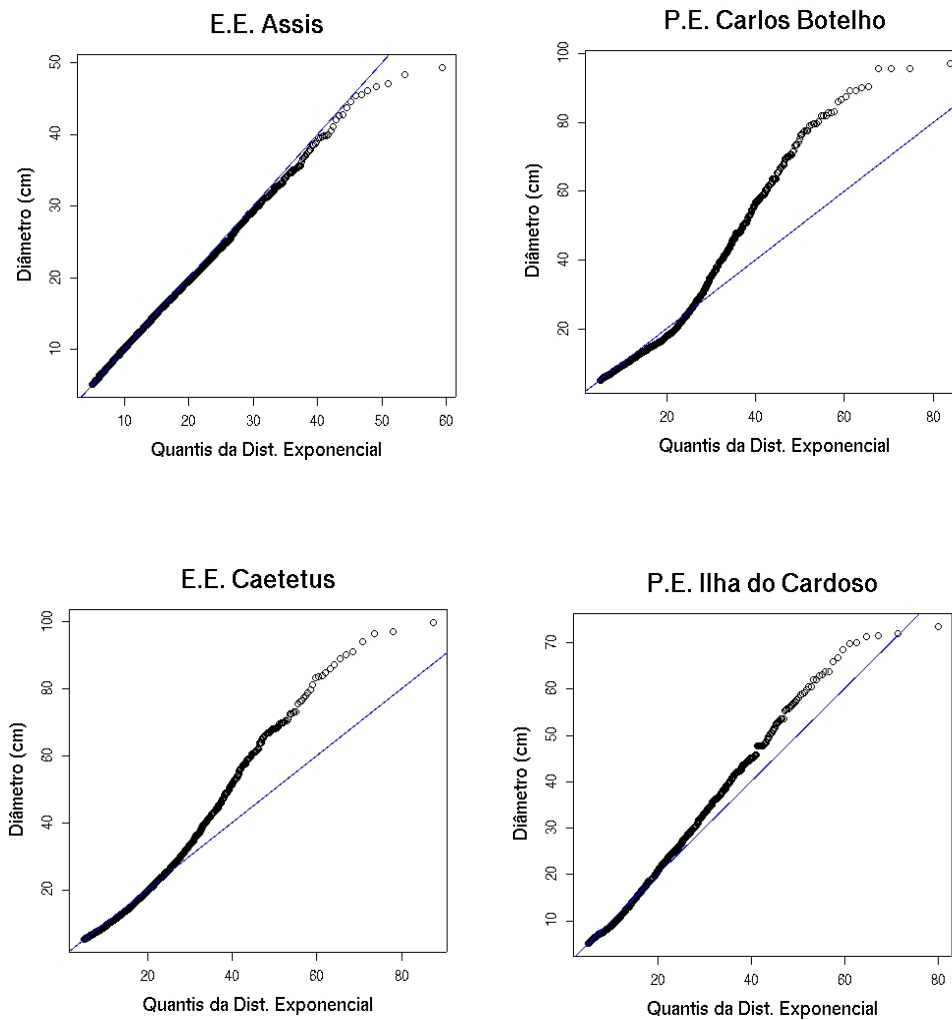 E.E. Assis
Diâmetro (cm)
50
40
30
20
10
10 20 30 40 50 60
Quantis da Dist. Exponencial
P.E. Carlos Botelho
Diâmetro (cm)
100
80
60
40
20
20 40 60 80
Quantis da Dist. Exponencial
E.E. Caetetus
Diâmetro (cm)
100
80
60
40
20
20 40 60 80
Quantis da Dist. Exponencial
P.E. Ilha do Cardoso
Diâmetro (cm)
70
60
50
40
30
20
10
20 40 60 80
Quantis da Dist. Exponencial